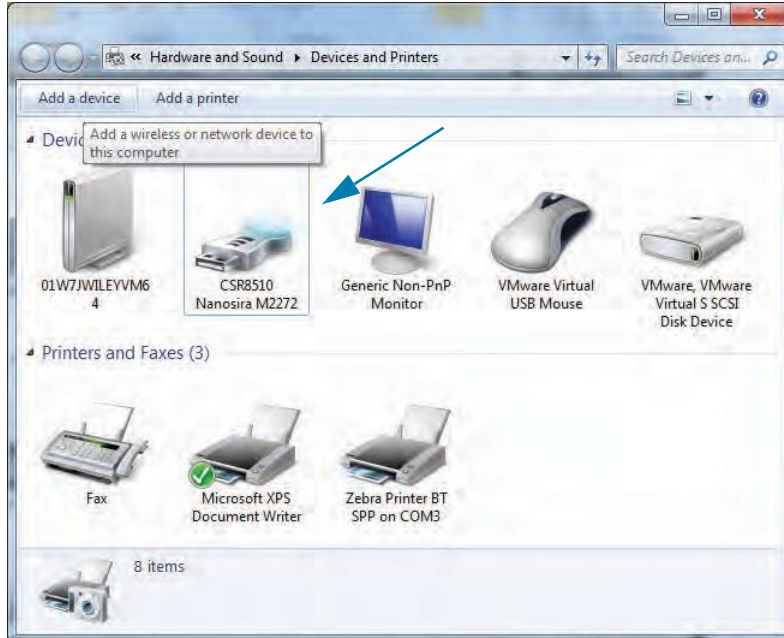 « Hardware and Sound ▸ Devices and Printers
Search Devices an...
Add a device Add a printer
Devic
Add a wireless or network device to
this computer
01W7JWILEYVM6
4
CSR8510
Nanosira M2272
Generic Non-PnP
Monitor
VMware Virtual
USB Mouse
VMware, VMware
Virtual S SCSI
Disk Device
Printers and Faxes (3)
Fax
Microsoft XPS
Document Writer
Zebra Printer BT
SPP on COM3
8 items